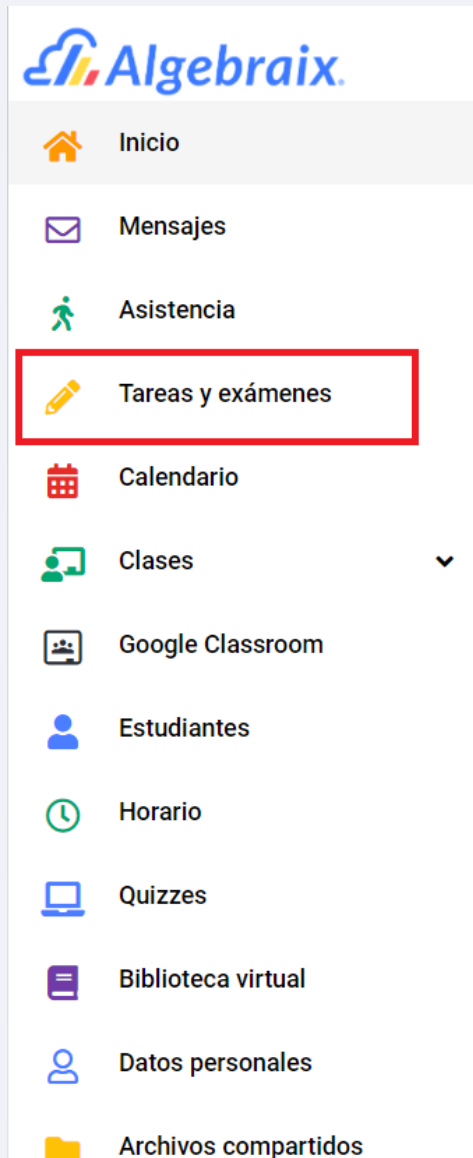 Algebraix.
Inicio
Mensajes
Asistencia
Tareas y exámenes
Calendario
Clases
Google Classroom
Estudiantes
Horario
Quizzes
Biblioteca virtual
Datos personales
Archivos compartidos